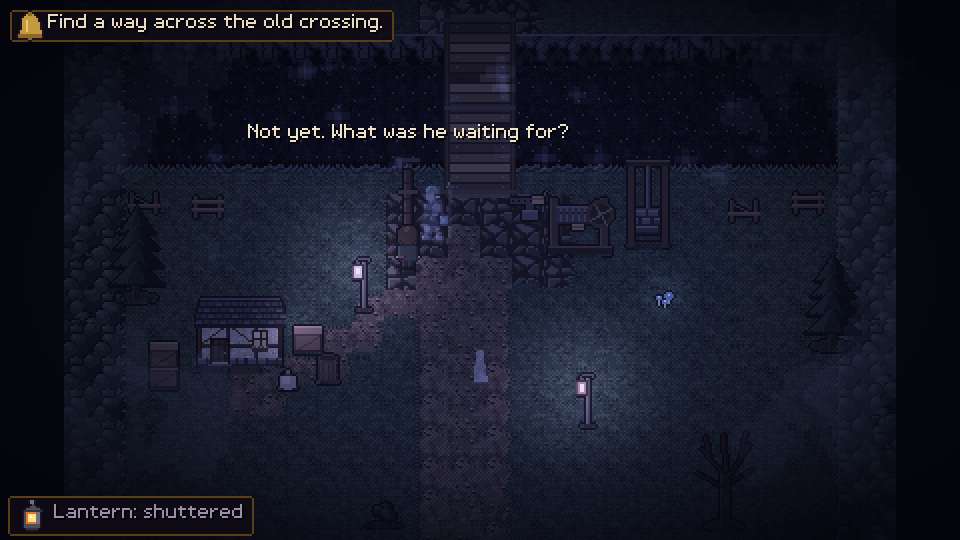 Find a way across the old crossing.
Not yet. What was he waiting for?
Lantern: shuttered